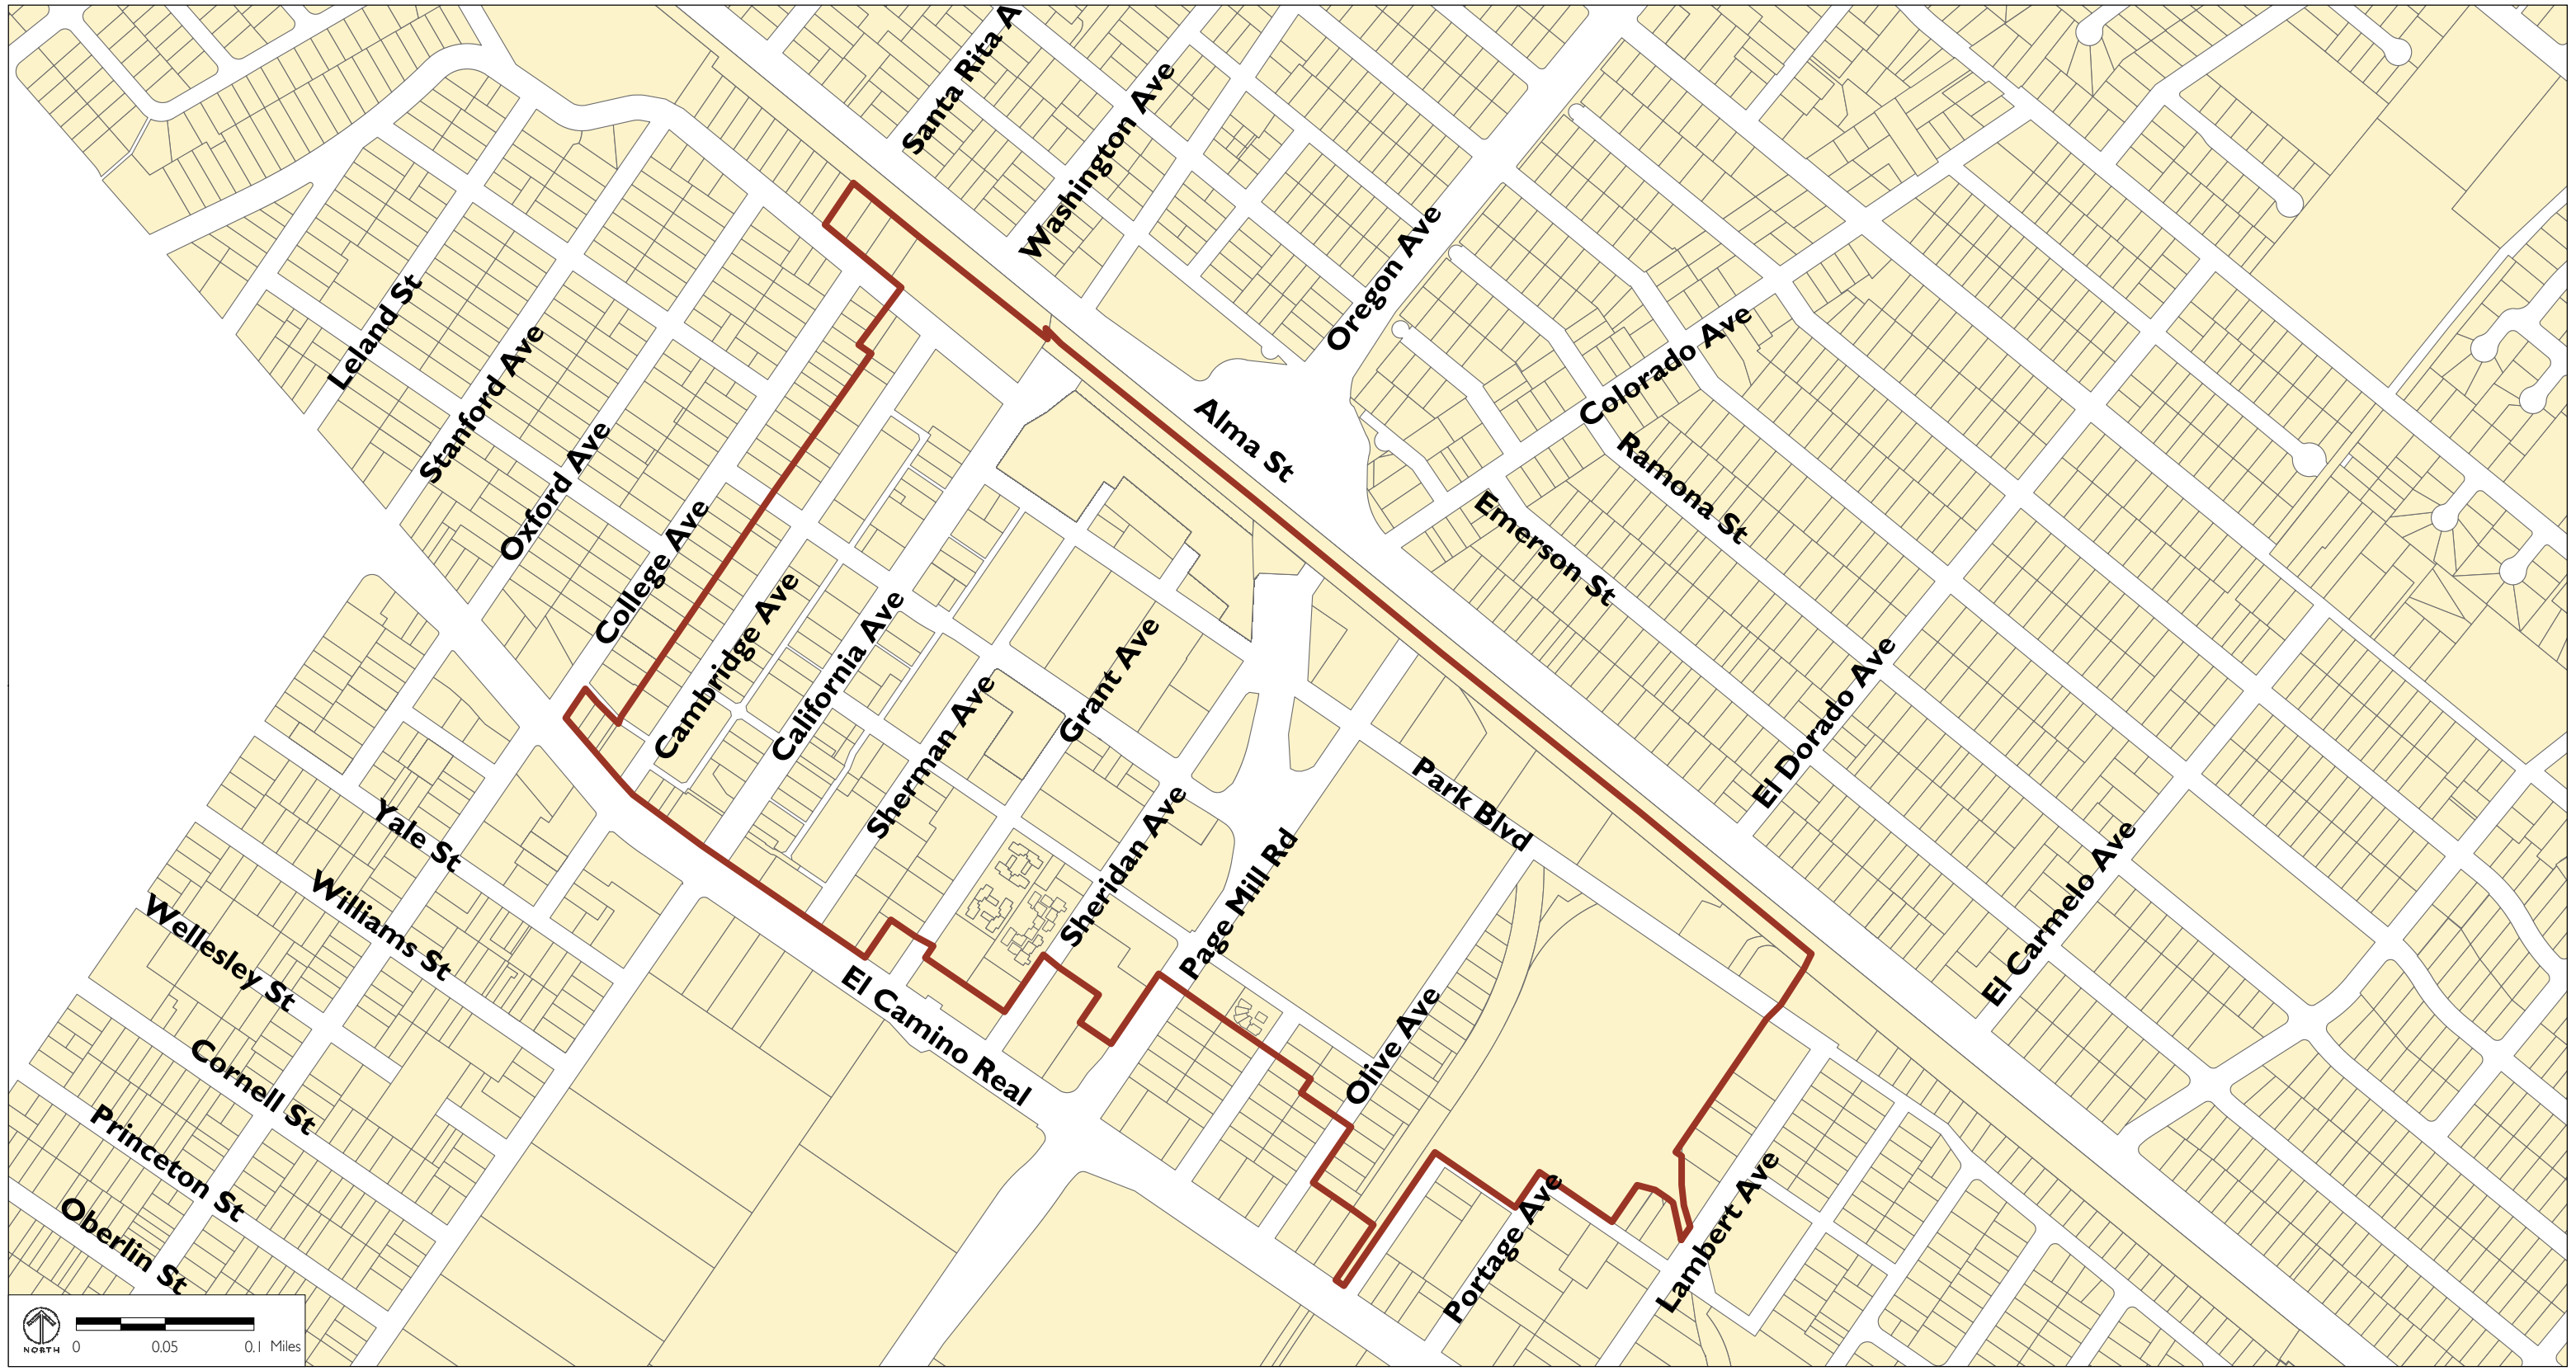 Santa Rita A
Washington Ave
Oregon Ave
Colorado Ave
Leland St
Stanford Ave
Alma St
Oxford Ave
Ramona St
Emerson St
College Ave
Cambridge Ave
California Ave
Grant Ave
Sherman Ave
El Dorado Ave
Park Blvd
Sheridan Ave
Page Mill Rd
El Carmelo Ave
Yale St
Williams St
Wellesley St
El Camino Real
Olive Ave
Cornell St
Princeton St
Portage Ave
Lambert Ave
Oberlin St
NORTH
0 0.05 0.1 Miles